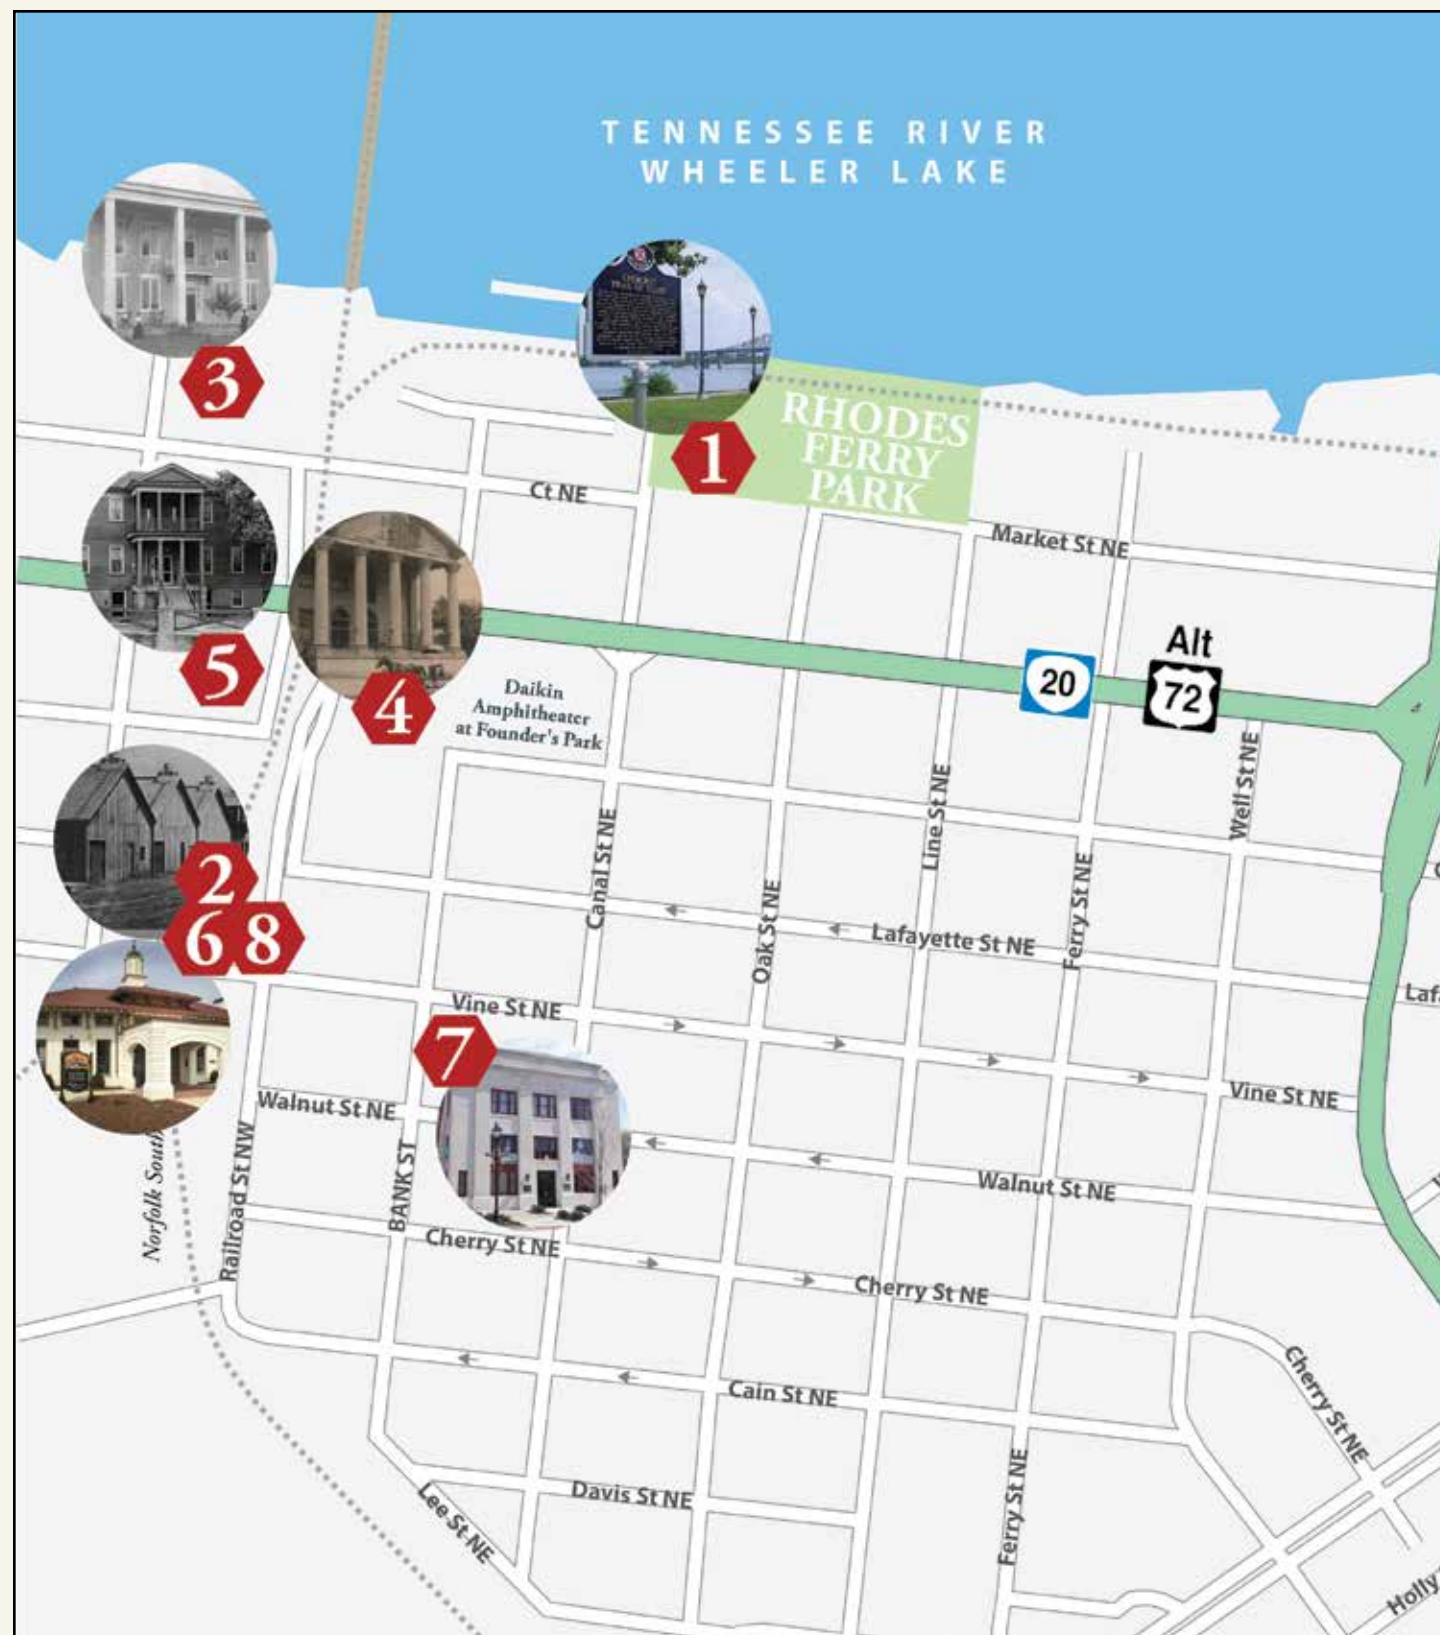 TENNESSEE RIVER
WHEELER LAKE
3
1
RHODES
FERRY
PARK
Ct NE
Market St NE
5
4
Daikin
Amphitheater
at Founder's Park
20
Alt
72
Well St NE
Line St NE
Canal St NE
Oak St NE
Ferry St NE
2
6
8
Lafayette St NE
Laf
Vine St NE
7
Vine St NE
Walnut St NE
Walnut St NE
Norfolk South
Railroad St NW
BANK ST
Cherry St NE
Cherry St NE
Cherry St NE
Cain St NE
Davis St NE
Lee St NE
Ferry St NE
Holly